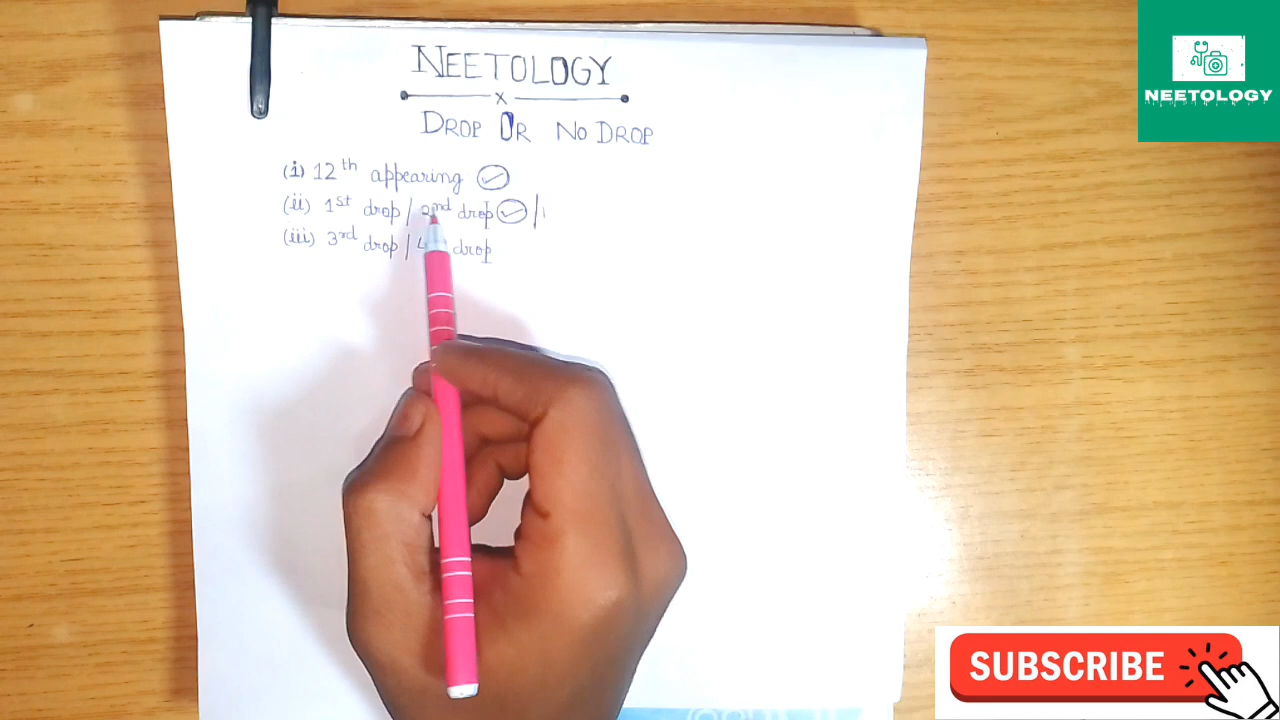 NEETOLOGY
x
DROP OR NO DROP
(i) 12th appearing
(ii) 1st drop / 2nd drop /
(iii) 3rd drop / drop
NEETOLOGY
SUBSCRIBE